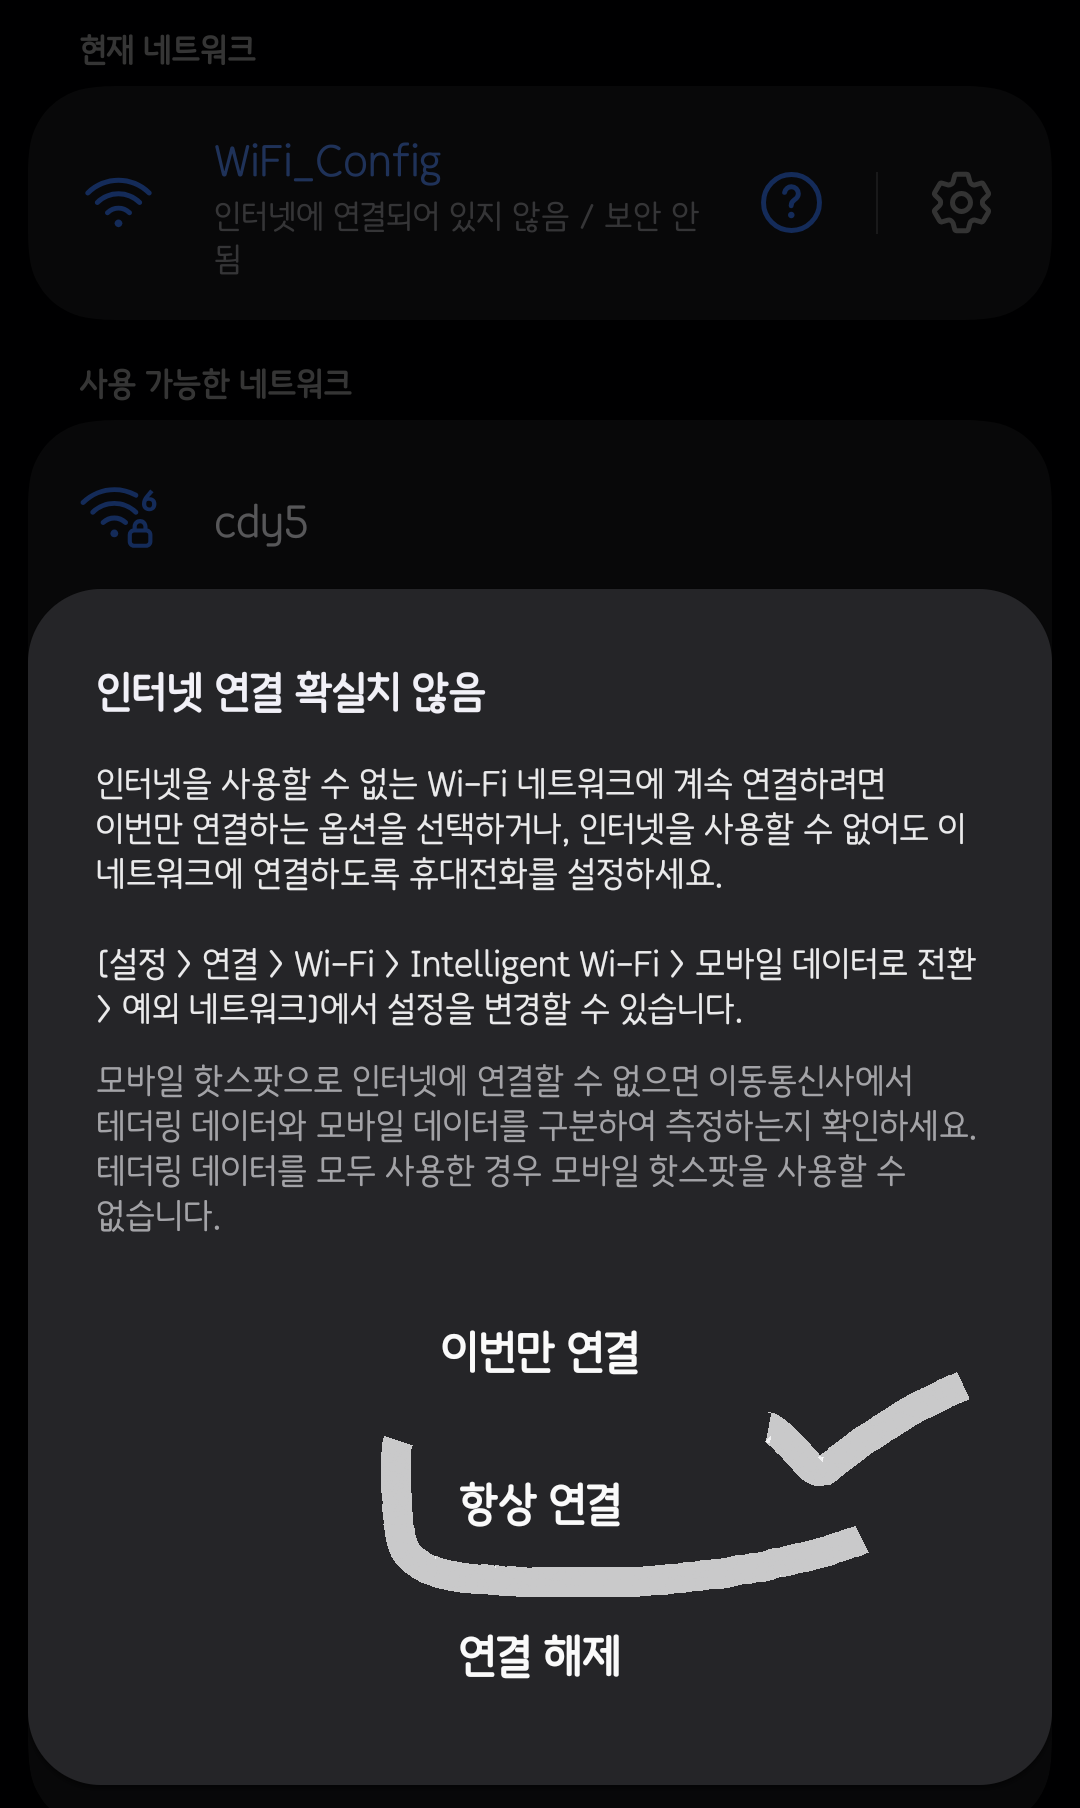 현재 네트워크
WiFi_Config
인터넷에 연결되어 있지 않음 / 보안 안
됨
사용 가능한 네트워크
6
cdy5
인터넷 연결 확실치 않음
인터넷을 사용할 수 없는 Wi-Fi 네트워크에 계속 연결하려면
이번만 연결하는 옵션을 선택하거나, 인터넷을 사용할 수 없어도 이
네트워크에 연결하도록 휴대전화를 설정하세요.
[설정 > 연결 > Wi-Fi > Intelligent Wi-Fi > 모바일 데이터로 전환
> 예외 네트워크]에서 설정을 변경할 수 있습니다.
모바일 핫스팟으로 인터넷에 연결할 수 없으면 이동통신사에서
테더링 데이터와 모바일 데이터를 구분하여 측정하는지 확인하세요.
테더링 데이터를 모두 사용한 경우 모바일 핫스팟을 사용할 수
없습니다.
이번만 연결
항상 연결
연결 해제